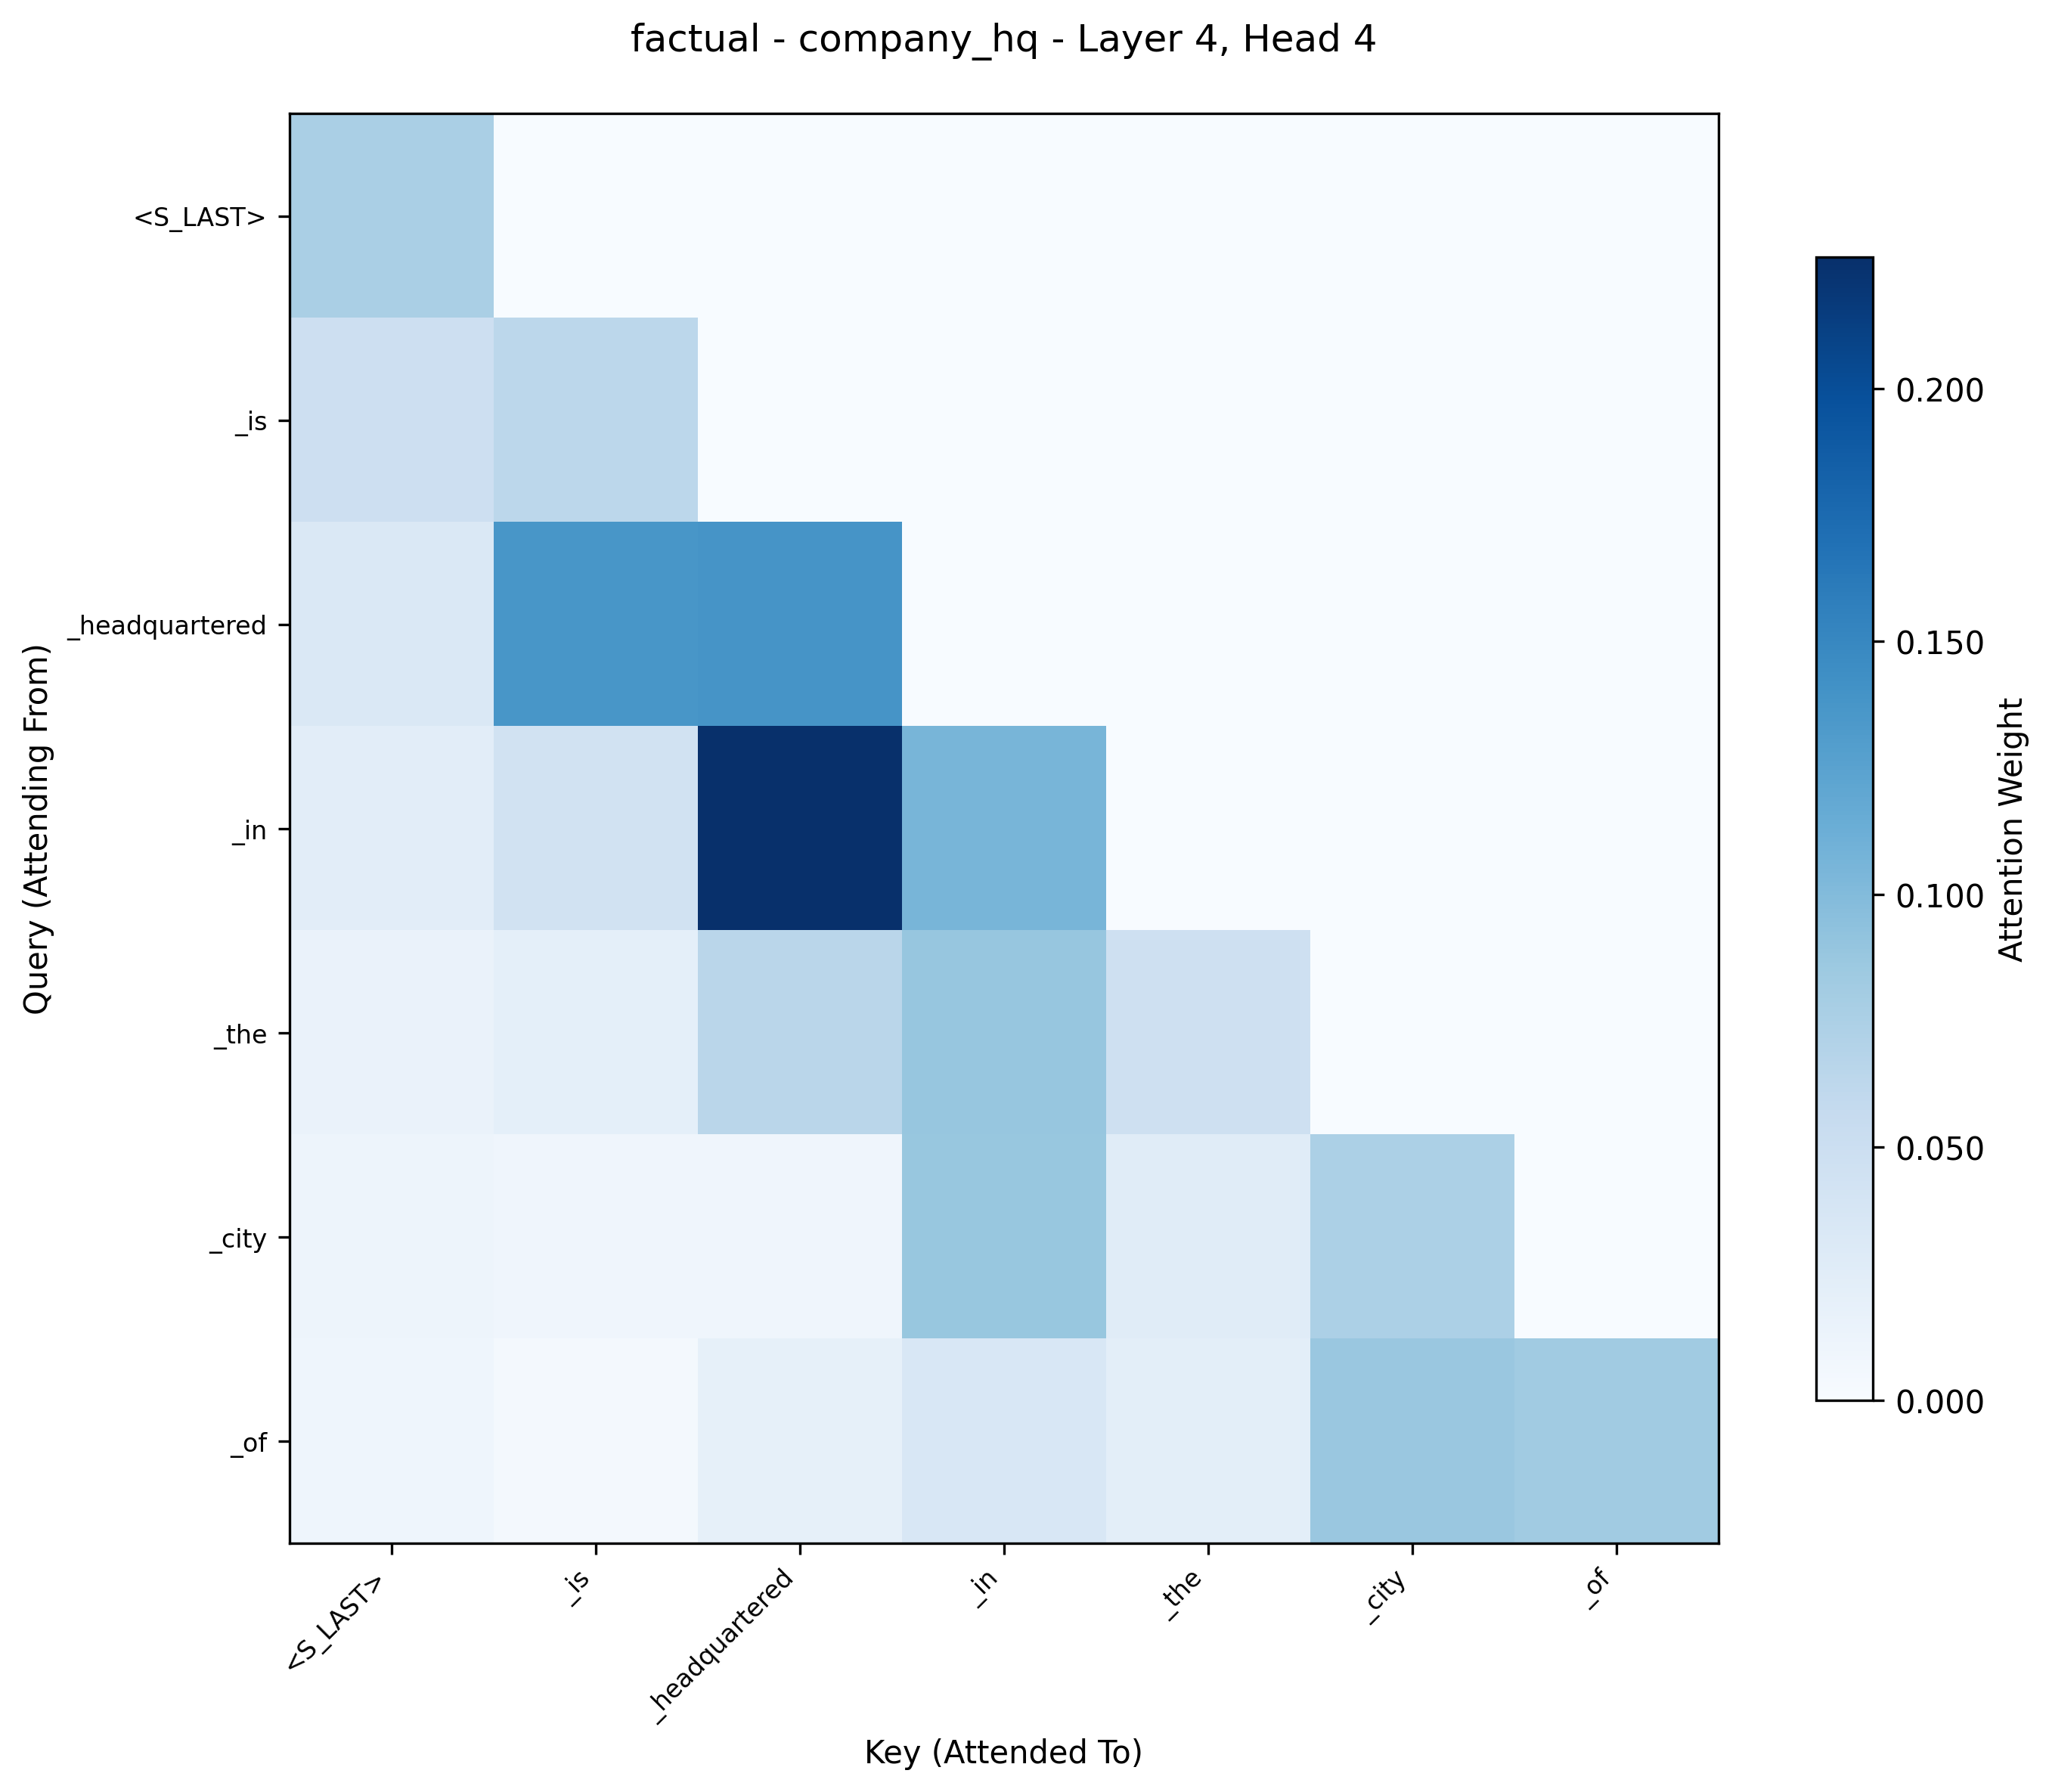 factual - company_hq - Layer 4, Head 4
Query (Attending From)
<S_LAST>
_is
_headquartered
_in
_the
_city
_of
<S_LAST>
_is
_headquartered
_in
_the
_city
_of
Key (Attended To)
0.200
0.150
0.100
0.050
0.000
Attention Weight